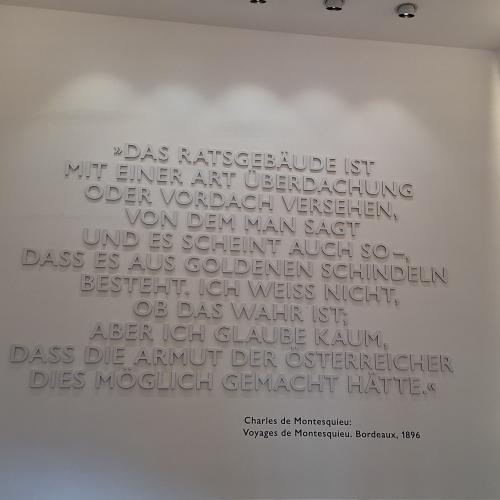 »DAS RATSGEBÄUDE IST
MIT EINER ART ÜBERDACHUNG
ODER VORDACH VERSEHEN,
VON DEM MAN SAGT
UND ES SCHEINT AUCH SO –,
DASS ES AUS GOLDENEN SCHINDELN
BESTEHT. ICH WEISS NICHT,
OB DAS WAHR IST;
ABER ICH GLAUBE KAUM,
DASS DIE ARMUT DER ÖSTERREICHER
DIES MÖGLICH GEMACHT HÄTTE.«
Charles de Montesquieu:
Voyages de Montesquieu. Bordeaux, 1896